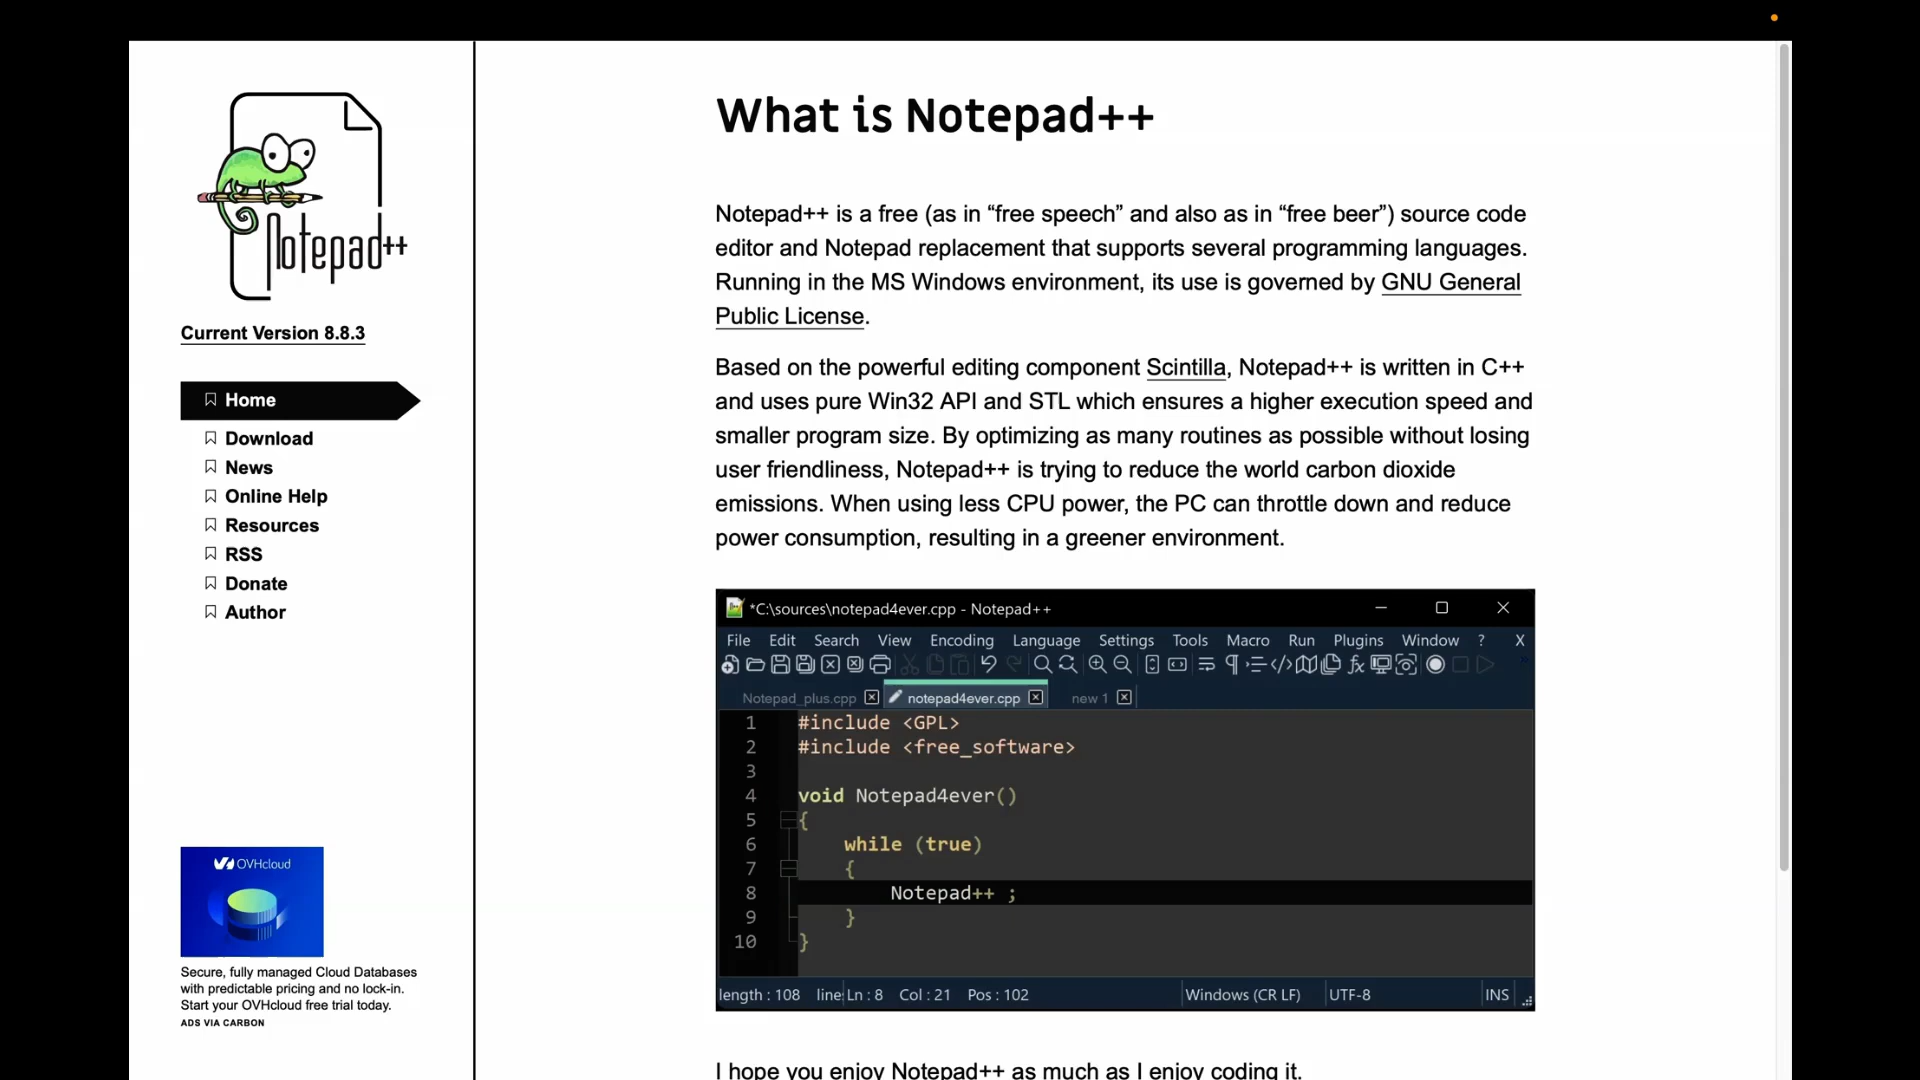 Notepad++
Current Version 8.8.3
Home
Download
News
Online Help
Resources
RSS
Donate
Author
OVHcloud
Secure, fully managed Cloud Databases
with predictable pricing and no lock-in.
Start your OVHcloud free trial today.
ADS VIA CARBON
What is Notepad++
Notepad++ is a free (as in “free speech” and also as in “free beer”) source code
editor and Notepad replacement that supports several programming languages.
Running in the MS Windows environment, its use is governed by GNU General
Public License.
Based on the powerful editing component Scintilla, Notepad++ is written in C++
and uses pure Win32 API and STL which ensures a higher execution speed and
smaller program size. By optimizing as many routines as possible without losing
user friendliness, Notepad++ is trying to reduce the world carbon dioxide
emissions. When using less CPU power, the PC can throttle down and reduce
power consumption, resulting in a greener environment.
*C:\sources\notepad4ever.cpp - Notepad++
File Edit Search View Encoding Language Settings Tools Macro Run Plugins Window ? X
Notepad_plus.cpp notepad4ever.cpp new 1
1 #include <GPL>
2 #include <free_software>
3
4 void Notepad4ever()
5 {
6 while (true)
7 {
8 Notepad++ ;
9 }
10 }
length : 108 line: Ln : 8 Col : 21 Pos : 102 Windows (CR LF) UTF-8 INS
I hope you enjoy Notepad++ as much as I enjoy coding it.